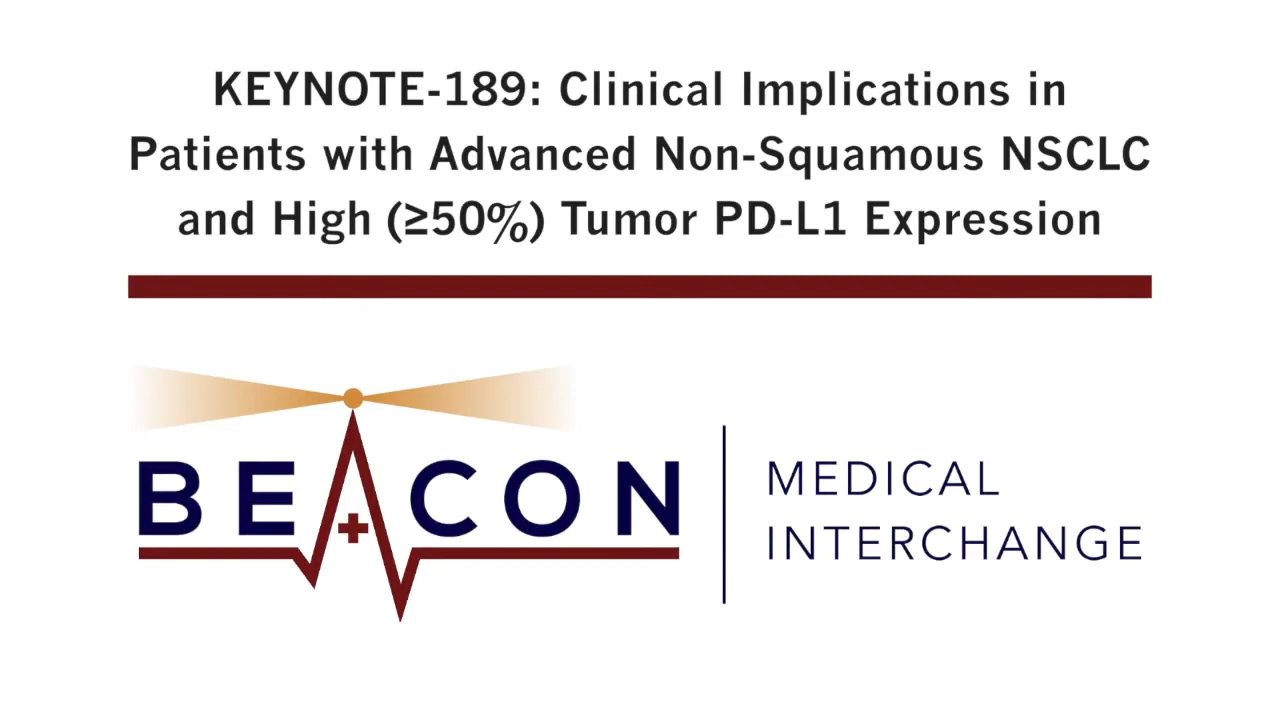 KEYNOTE-189: Clinical Implications in
Patients with Advanced Non-Squamous NSCLC
and High (≥50%) Tumor PD-L1 Expression
BEACON
MEDICAL
INTERCHANGE